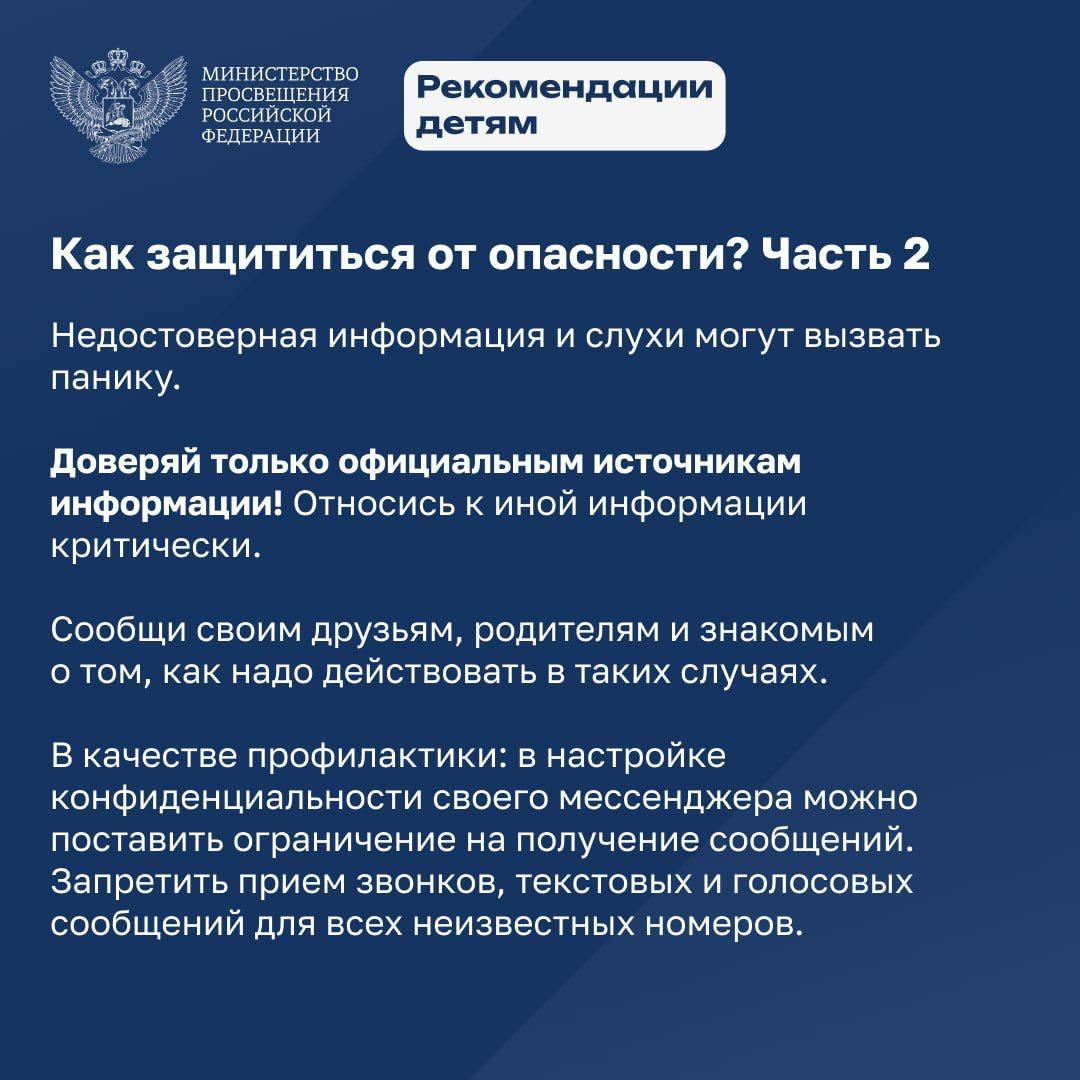 МИНИСТЕРСТВО
ПРОСВЕЩЕНИЯ
РОССИЙСКОЙ
ФЕДЕРАЦИИ
Рекомендации
детям
Как защититься от опасности? Часть 2
Недостоверная информация и слухи могут вызвать
панику.
Доверяй только официальным источникам
информации! Относись к иной информации
критически.
Сообщи своим друзьям, родителям и знакомым
о том, как надо действовать в таких случаях.
В качестве профилактики: в настройке
конфиденциальности своего мессенджера можно
поставить ограничение на получение сообщений.
Запретить прием звонков, текстовых и голосовых
сообщений для всех неизвестных номеров.